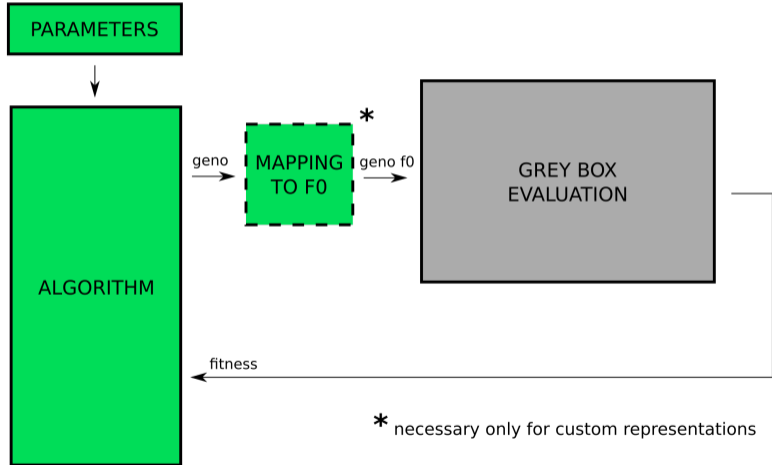 PARAMETERS
*
geno
MAPPING
TO F0
geno f0
GREY BOX
EVALUATION
ALGORITHM
fitness
* necessary only for custom representations